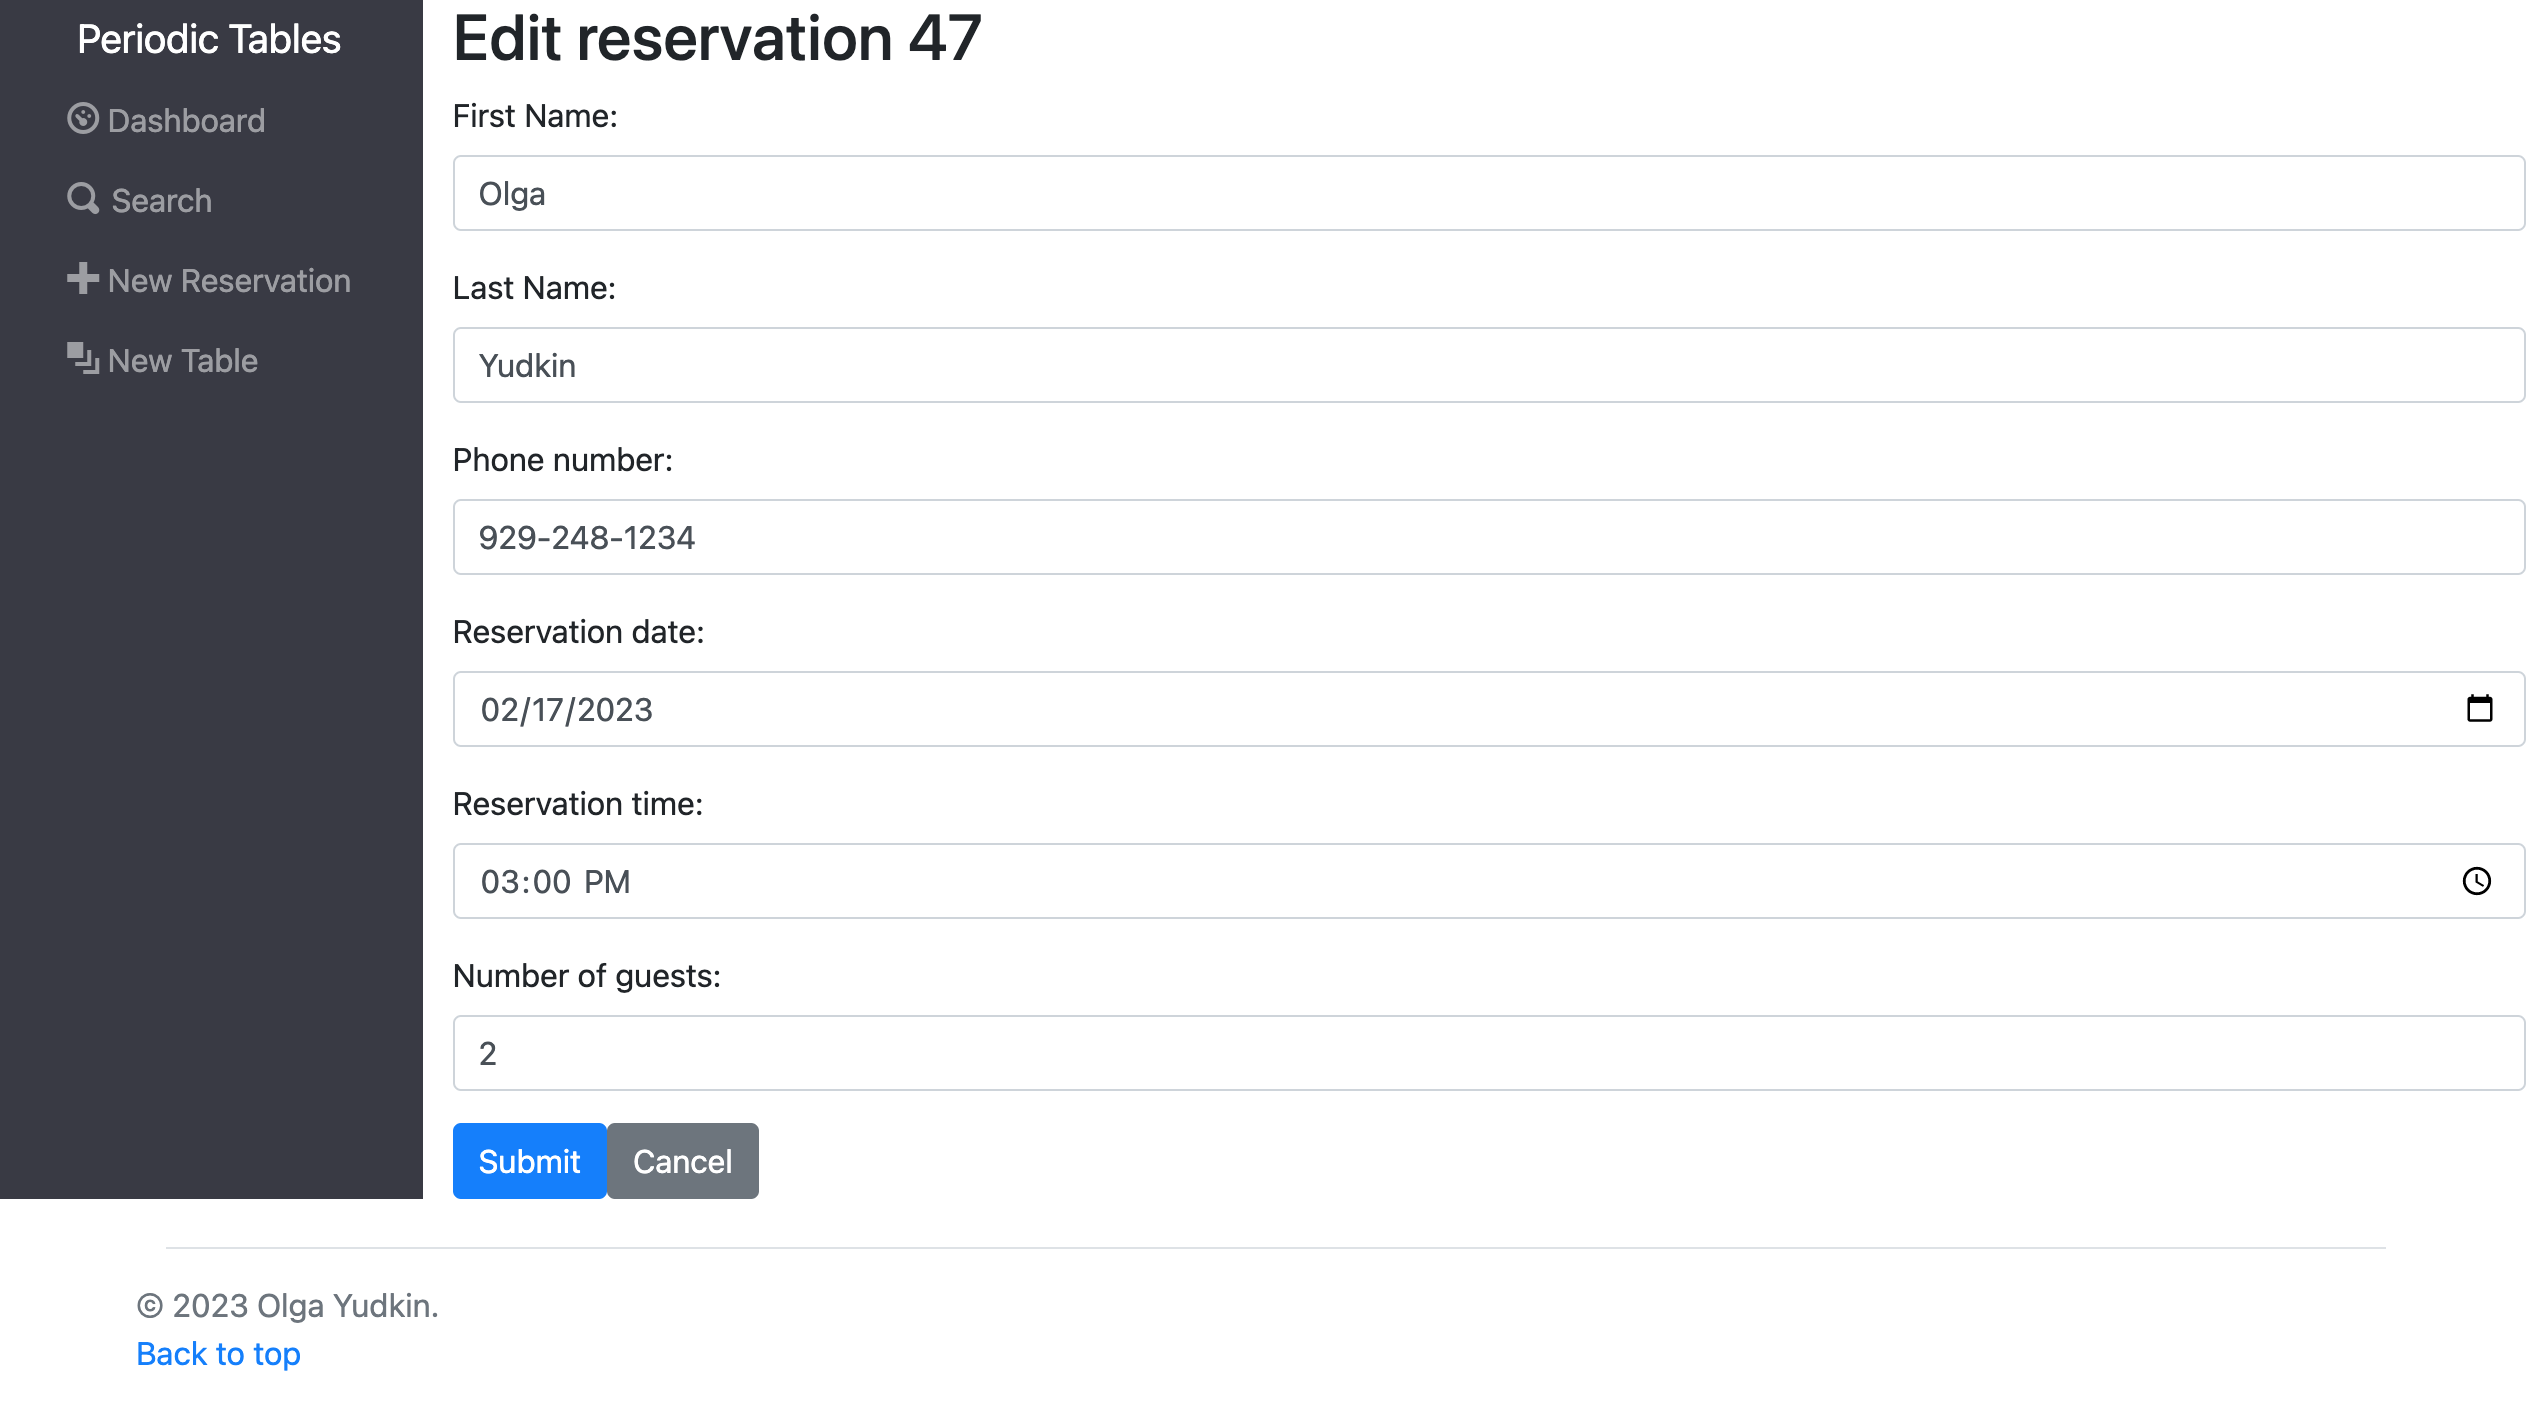 Periodic Tables
Dashboard
Search
New Reservation
New Table
Edit reservation 47
First Name:
Olga
Last Name:
Yudkin
Phone number:
929-248-1234
Reservation date:
02/17/2023
Reservation time:
03:00 PM
Number of guests:
2
Submit Cancel
© 2023 Olga Yudkin.
Back to top